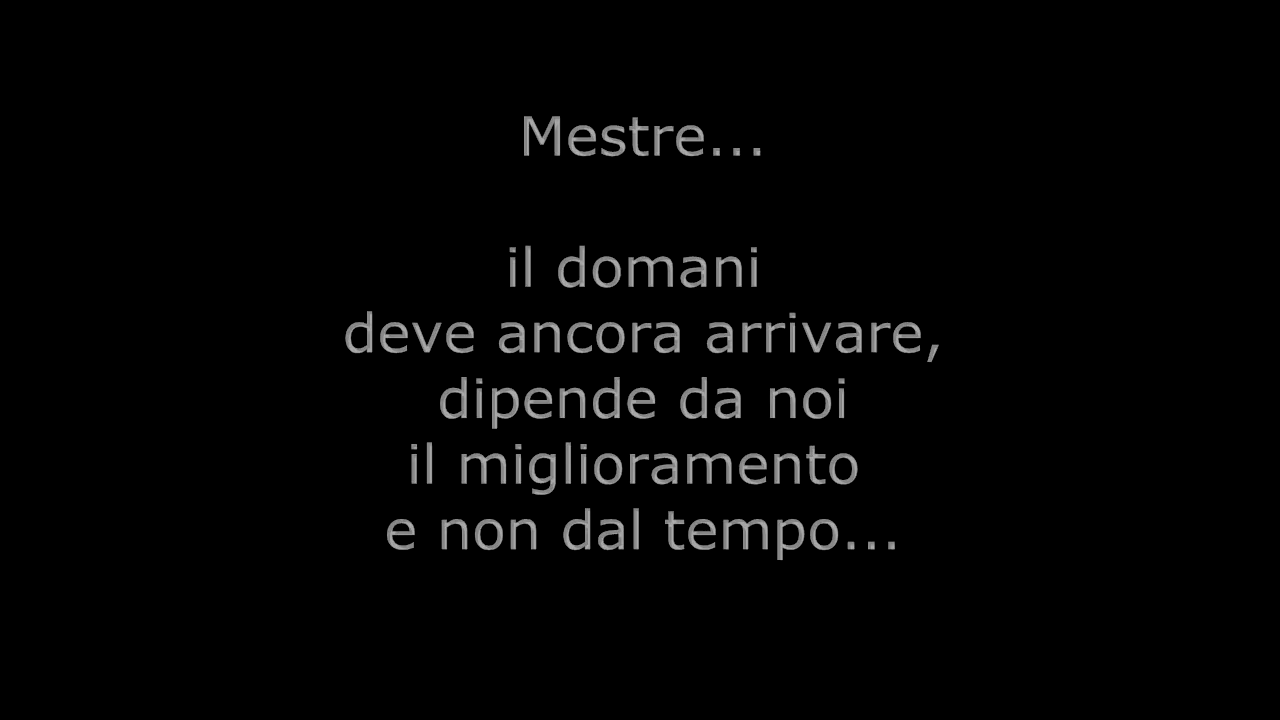 Mestre...
il domani
deve ancora arrivare,
dipende da noi
il miglioramento
e non dal tempo...